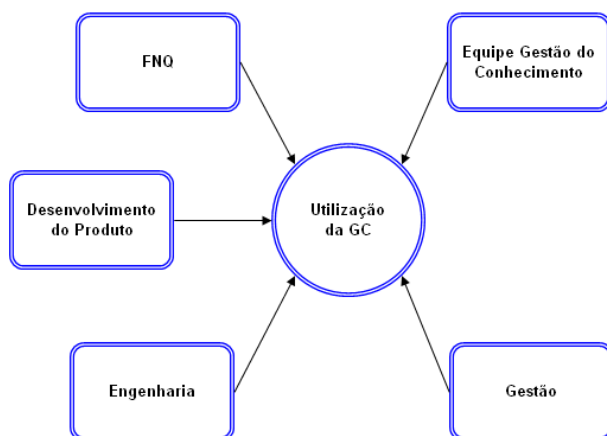 FNQ
Equipe Gestão do
Conhecimento
Desenvolvimento
do Produto
Utilização
da GC
Engenharia
Gestão